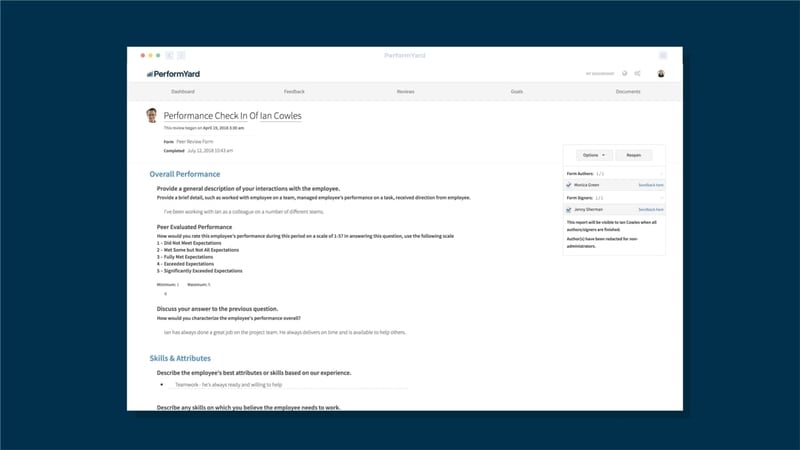 PerformYard
PerformYard
MY DASHBOARD
Dashboard Feedback Reviews Goals Documents
Performance Check In Of Ian Cowles
This review began on April 19, 2018 3:00 am
Form Peer Review Form
Completed July 12, 2018 10:43 am
Options Reopen
Form Authors: 1 / 1
Monica Green Send back form
Form Signers: 1 / 1
Jenny Sherman Send back form
This report will be visible to Ian Cowles when all
authors/signers are finished.
Author(s) have been redacted for non-
administrators.
Overall Performance
Provide a general description of your interactions with the employee.
Provide a brief detail, such as worked with employee on a team, managed employee's performance on a task, received direction from employee.
I've been working with Ian as a colleague on a number of different teams.
Peer Evaluated Performance
How would you rate this employee's performance during this period on a scale of 1-5? In answering this question, use the following scale
1 - Did Not Meet Expectations
2 - Met Some but Not All Expectations
3 - Fully Met Expectations
4 - Exceeded Expectations
5 - Significantly Exceeded Expectations
Minimum: 1 Maximum: 5
4
Discuss your answer to the previous question.
How would you characterize the employee's performance overall?
Ian has always done a great job on the project team. He always delivers on time and is available to help others.
Skills & Attributes
Describe the employee's best attributes or skills based on our experience.
Teamwork - he's always ready and willing to help
Describe any skills on which you believe the employee needs to work.